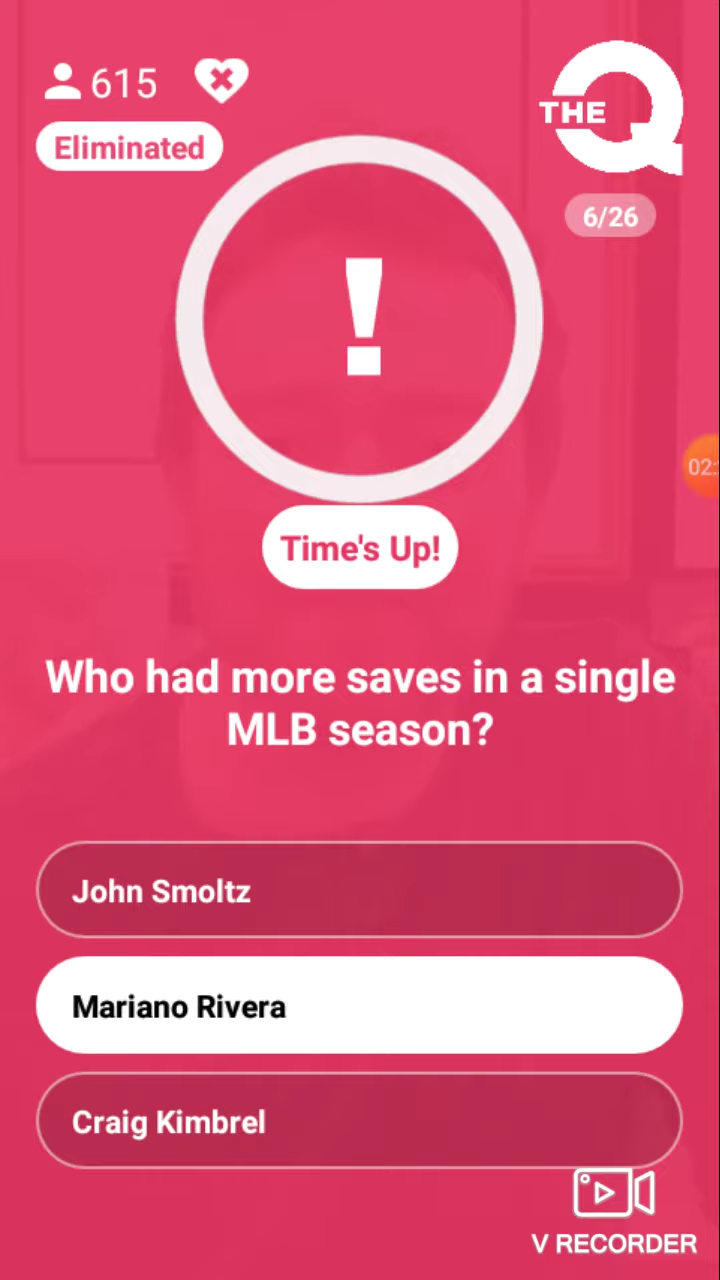 615
THE Q
Eliminated
6/26
!
02:
Time's Up!
Who had more saves in a single
MLB season?
John Smoltz
Mariano Rivera
Craig Kimbrel
V RECORDER